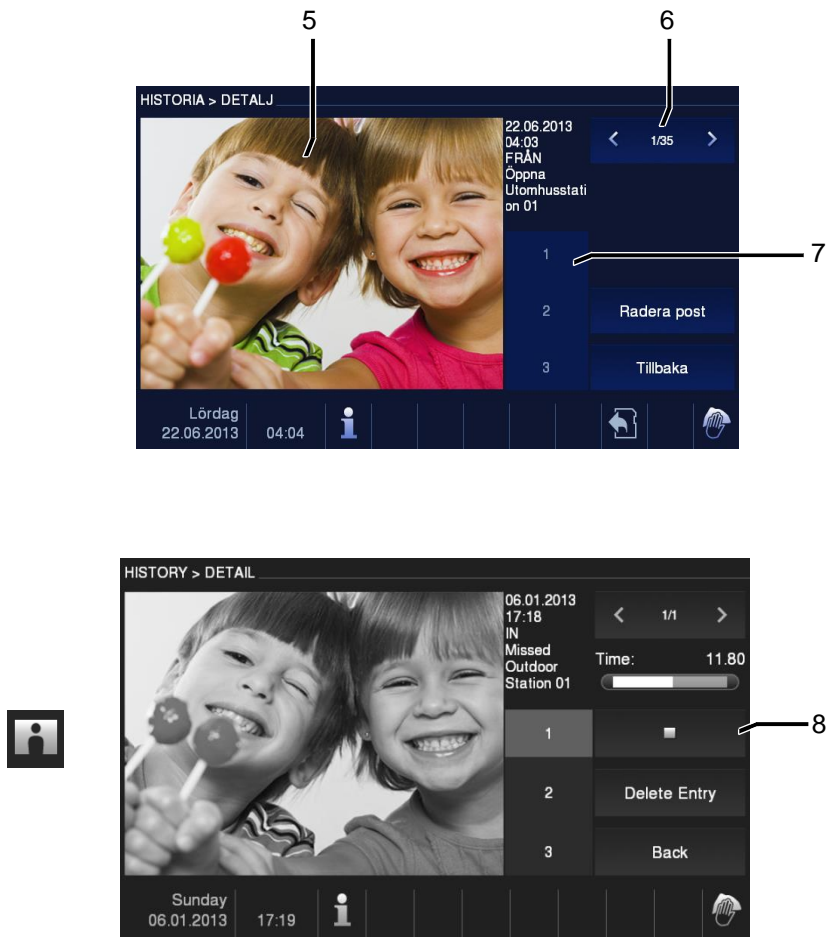 5
6
HISTORIA > DETALJ
22.06.2013
04:03
FRÅN
Öppna
Utomhusstati
on 01
1/35
1
7
2
Radera post
3
Tillbaka
Lördag
22.06.2013
04:04
HISTORY > DETAIL
06.01.2013
17:18
IN
Missed
Outdoor
Station 01
1/1
Time: 11.80
1
8
2
Delete Entry
3
Back
Sunday
06.01.2013
17:19